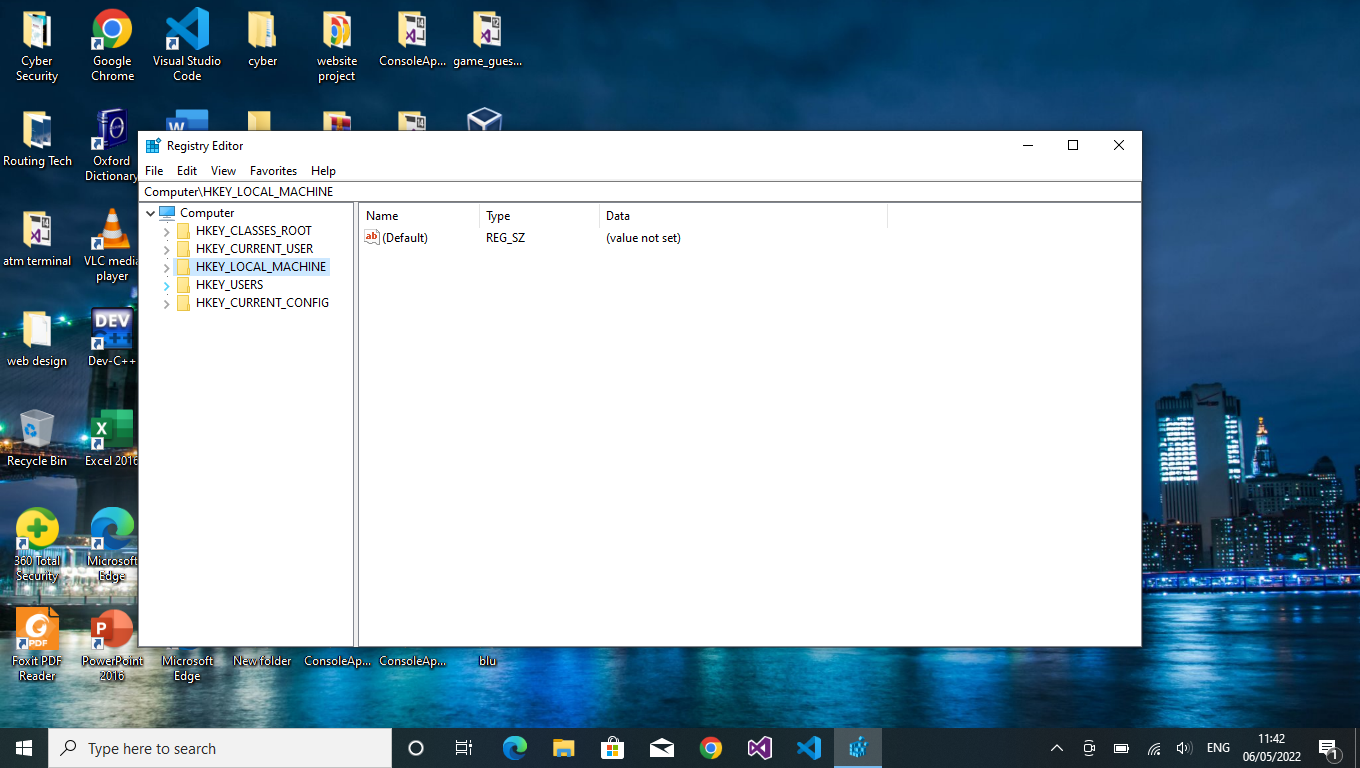 Cyber
Security
Google
Chrome
Visual Studio
Code
cyber
website
project
ConsoleAp...
game_gues...
Routing Tech
Oxford
Dictionary
atm terminal
VLC media
player
web design
DEV
Dev-C++
Recycle Bin
Excel 2016
360 Total
Security
Microsoft
Edge
PDF
Foxit PDF
Reader
PowerPoint
2016
Microsoft
Edge
New folder
ConsoleAp...
ConsoleAp...
blu
Registry Editor
File Edit View Favorites Help
Computer\HKEY_LOCAL_MACHINE
Computer
HKEY_CLASSES_ROOT
HKEY_CURRENT_USER
HKEY_LOCAL_MACHINE
HKEY_USERS
HKEY_CURRENT_CONFIG
Name Type Data
ab (Default) REG_SZ (value not set)
Type here to search
ENG
11:42
06/05/2022
1